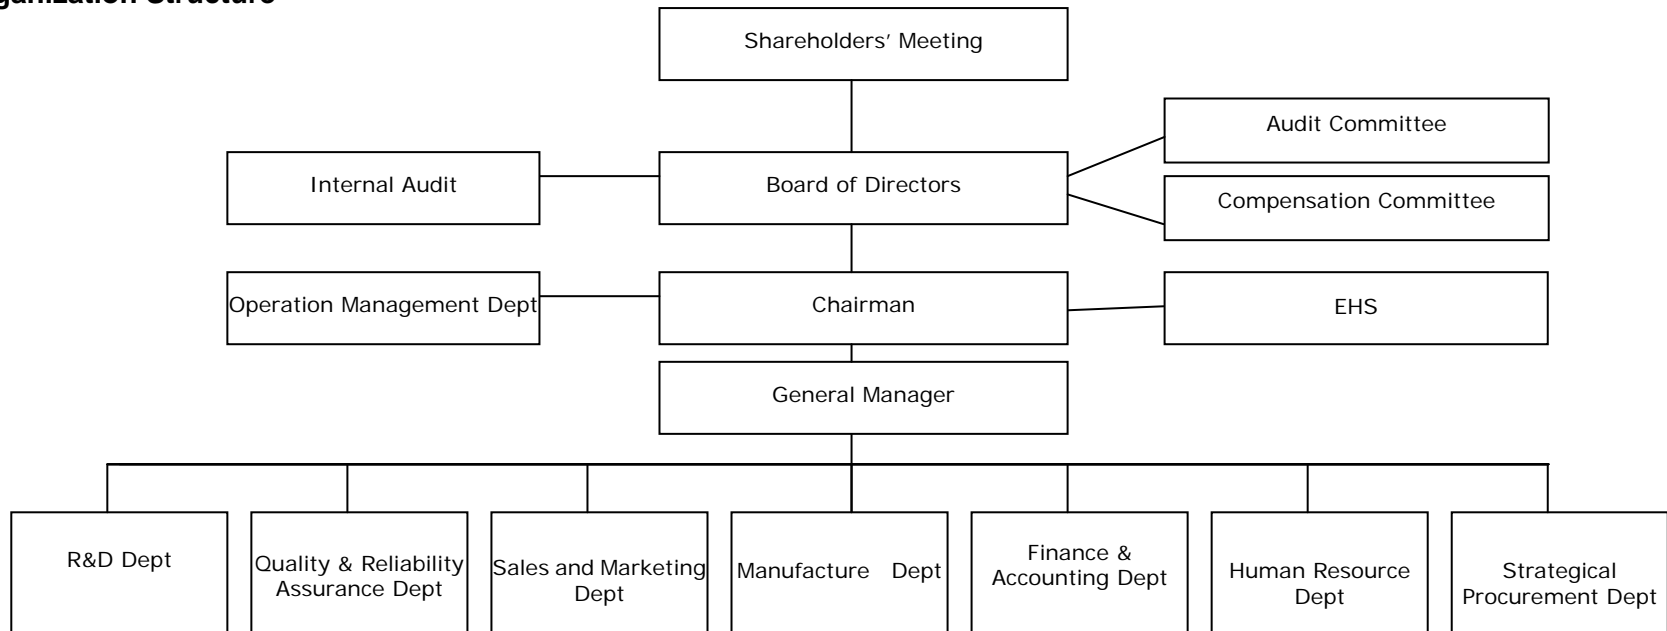 Organization Structure
Shareholders' Meeting
Audit Committee
Internal Audit
Board of Directors
Compensation Committee
Operation Management Dept
Chairman
EHS
General Manager
R&D Dept
Quality & Reliability
Assurance Dept
Sales and Marketing
Dept
Manufacture Dept
Finance &
Accounting Dept
Human Resource
Dept
Strategical
Procurement Dept